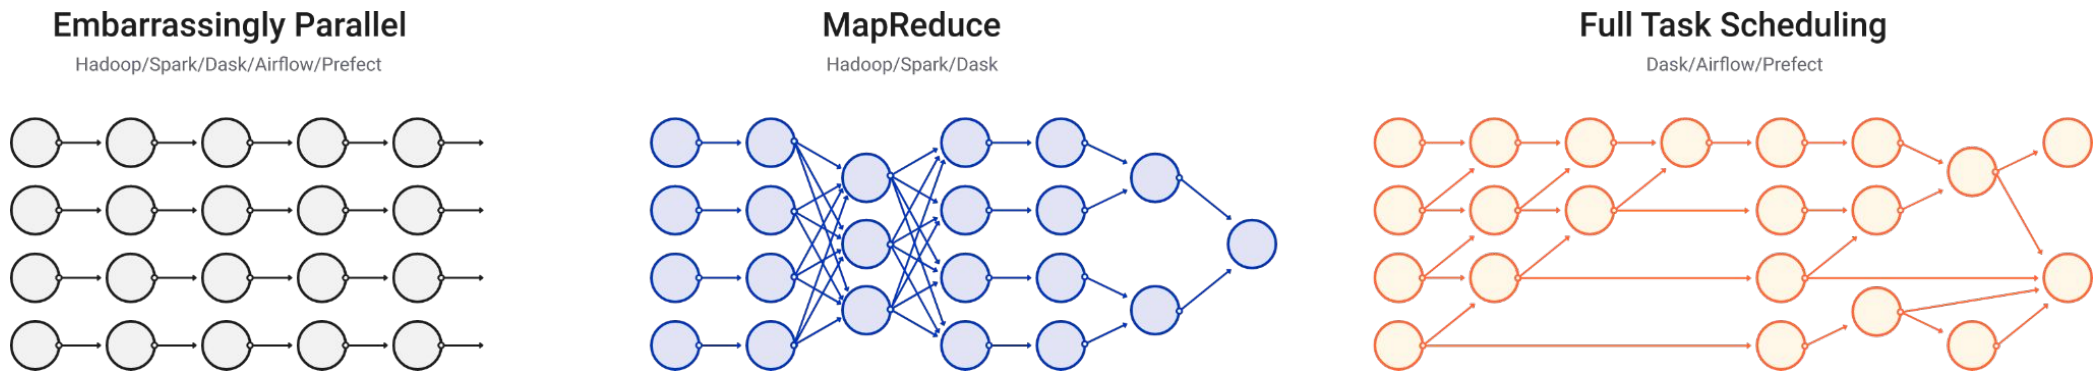 Embarrassingly Parallel
Hadoop/Spark/Dask/Airflow/Prefect
MapReduce
Hadoop/Spark/Dask
Full Task Scheduling
Dask/Airflow/Prefect